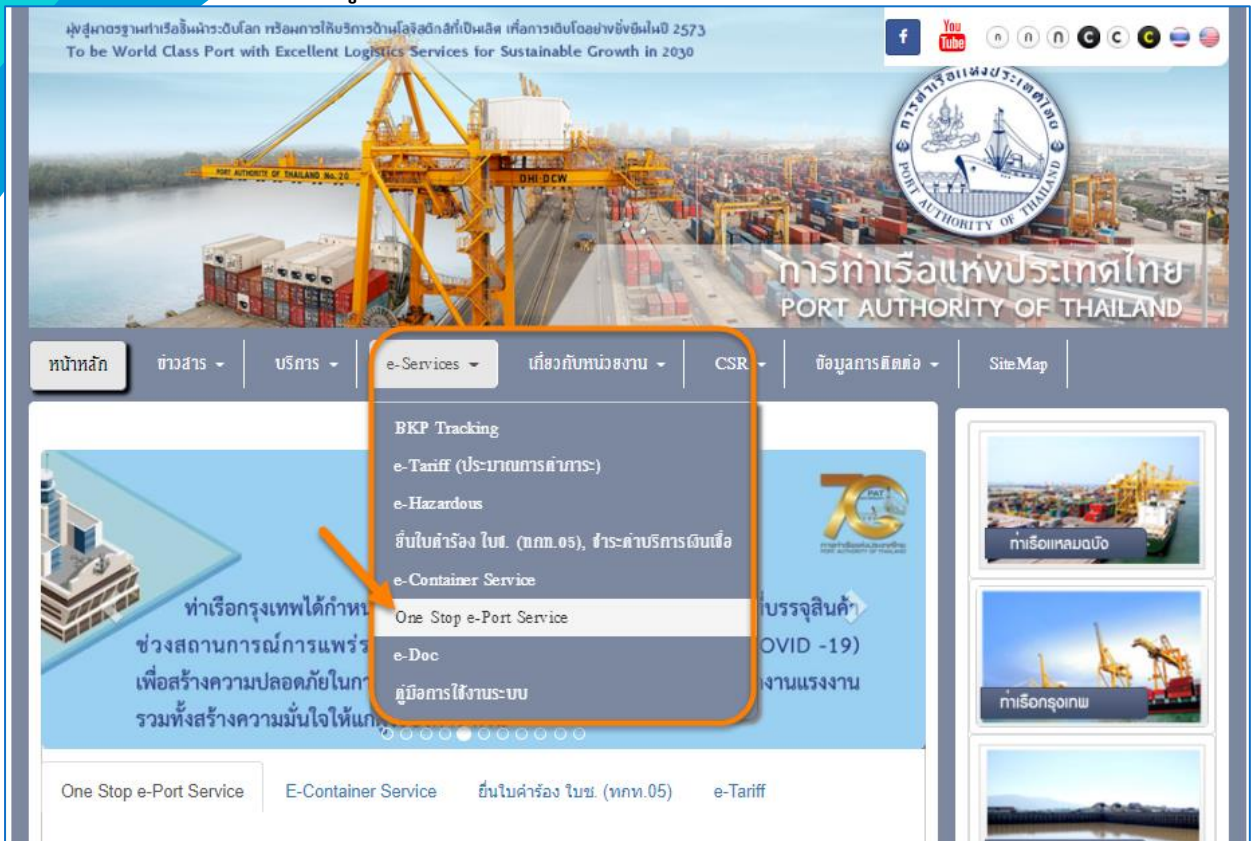 มุ่งสู่มาตรฐานท่าเรือชั้นนำระดับโลก พร้อมการให้บริการด้านโลจิสติกส์ที่เป็นเลิศ เพื่อการเติบโตอย่างยั่งยืนในปี 2573
To be World Class Port with Excellent Logistics Services for Sustainable Growth in 2030
f
You
Tube
ก ก ก C C C
การท่าเรือแห่งประเทศไทย
PORT AUTHORITY OF THAILAND
PORT AUTHORITY OF THAILAND No. 20
DHI-DCW
การท่าเรือแห่งประเทศไทย
PORT AUTHORITY OF THAILAND
หน้าหลัก
ข่าวสาร
บริการ
e-Services
เกี่ยวกับหน่วยงาน
CSR
ข้อมูลการติดต่อ
SiteMap
BKP Tracking
e-Tariff (ประมาณการค่าภาระ)
e-Hazardous
ยื่นใบคำร้อง ใบช. (ทกท.05), ชำระค่าบริการเงินเชื่อ
e-Container Service
One Stop e-Port Service
e-Doc
คู่มือการใช้งานระบบ
70
PAT
ท่าเรือกรุงเทพได้กำห
ที่บรรจุสินค้า
ช่วงสถานการณ์การแพร่ร
OVID -19)
เพื่อสร้างความปลอดภัยในกา
งานแรงงาน
รวมทั้งสร้างความมั่นใจให้แก่
ท่าเรือแหลมฉบัง
ท่าเรือกรุงเทพ
One Stop e-Port Service
E-Container Service
ยื่นใบคำร้อง ใบช. (ทกท.05)
e-Tariff